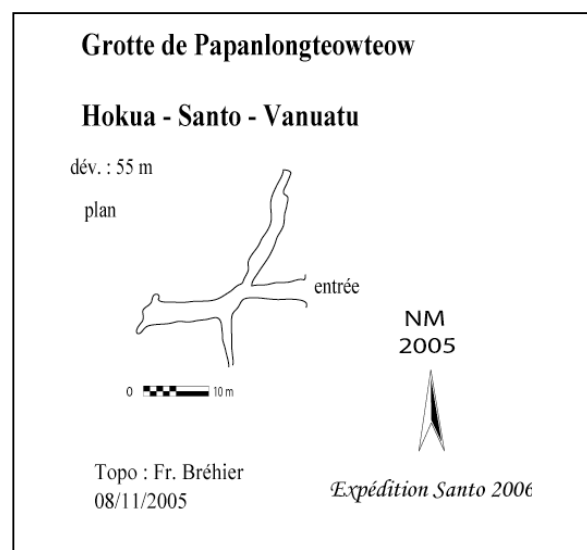 Grotte de Papanlongteowteow
Hokua - Santo - Vanuatu
dév. : 55 m
plan
entrée
NM
2005
0 10 m
Topo : Fr. Bréhier
08/11/2005
Expédition Santo 2006